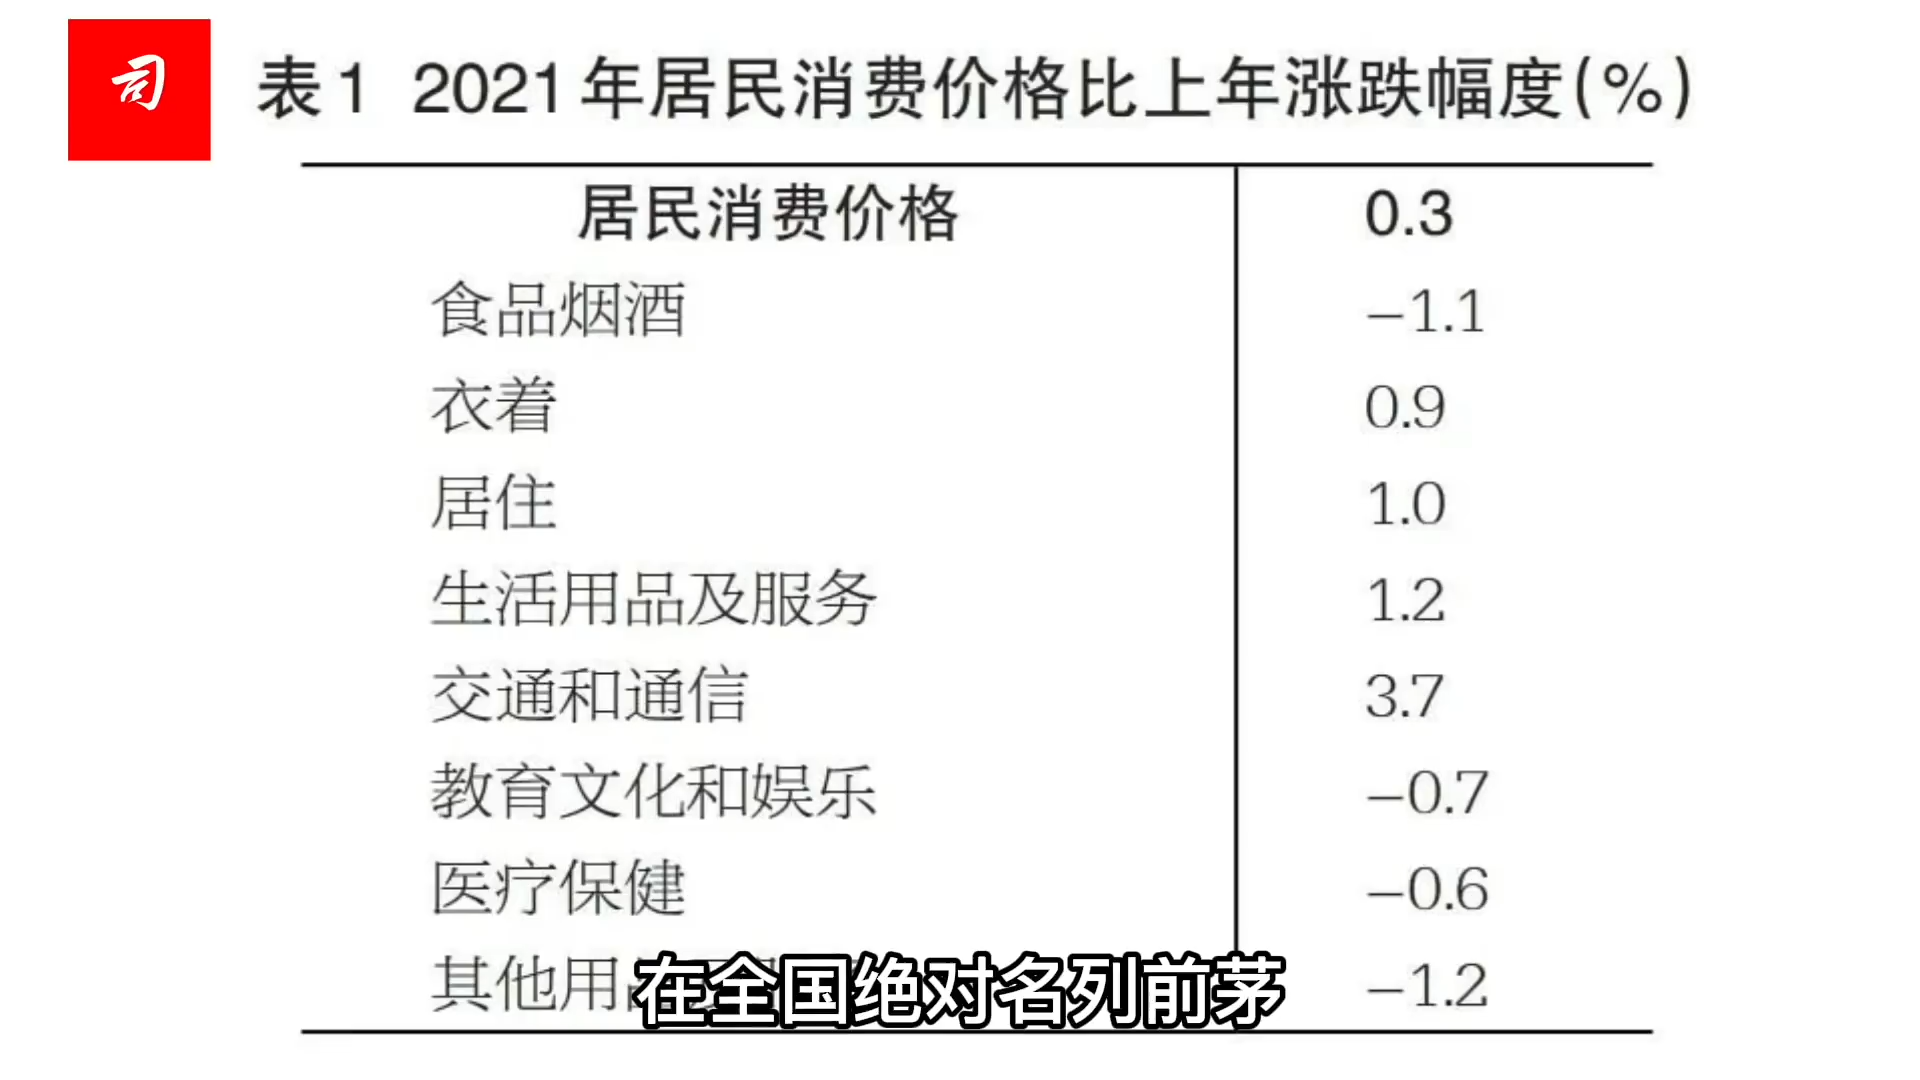 司
表1 2021年居民消费价格比上年涨跌幅度(%)
居民消费价格 0.3
食品烟酒 −1.1
衣着 0.9
居住 1.0
生活用品及服务 1.2
交通和通信 3.7
教育文化和娱乐 −0.7
医疗保健 −0.6
其他用 −1.2
在全国绝对名列前茅